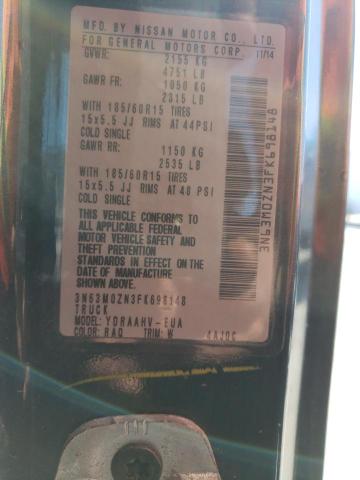 MFD. BY NISSAN MOTOR CO., LTD.
FOR GENERAL MOTORS CORP. 11/14
GVWR: 2155 KG
4751 LB
GAWR FR: 1050 KG
2315 LB
WITH 185/60R15 TIRES
15x5.5 JJ RIMS AT 44PSI
COLD SINGLE
GAWR RR: 1150 KG
2535 LB
WITH 185/60R15 TIRES
15x5.5 JJ RIMS AT 48 PSI
COLD SINGLE
THIS VEHICLE CONFORMS TO
ALL APPLICABLE FEDERAL
MOTOR VEHICLE SAFETY
AND THEFT PREVENTION
STANDARDS IN EFFECT ON
THE DATE OF MANUFACTURE
SHOWN ABOVE.
3N63M0ZN3FK698148
TRUCK
MODEL: YDRAAHV-EUA
COLOR: RAQ TRIM: W 4AJ0C
3N63M0ZN3FK698148